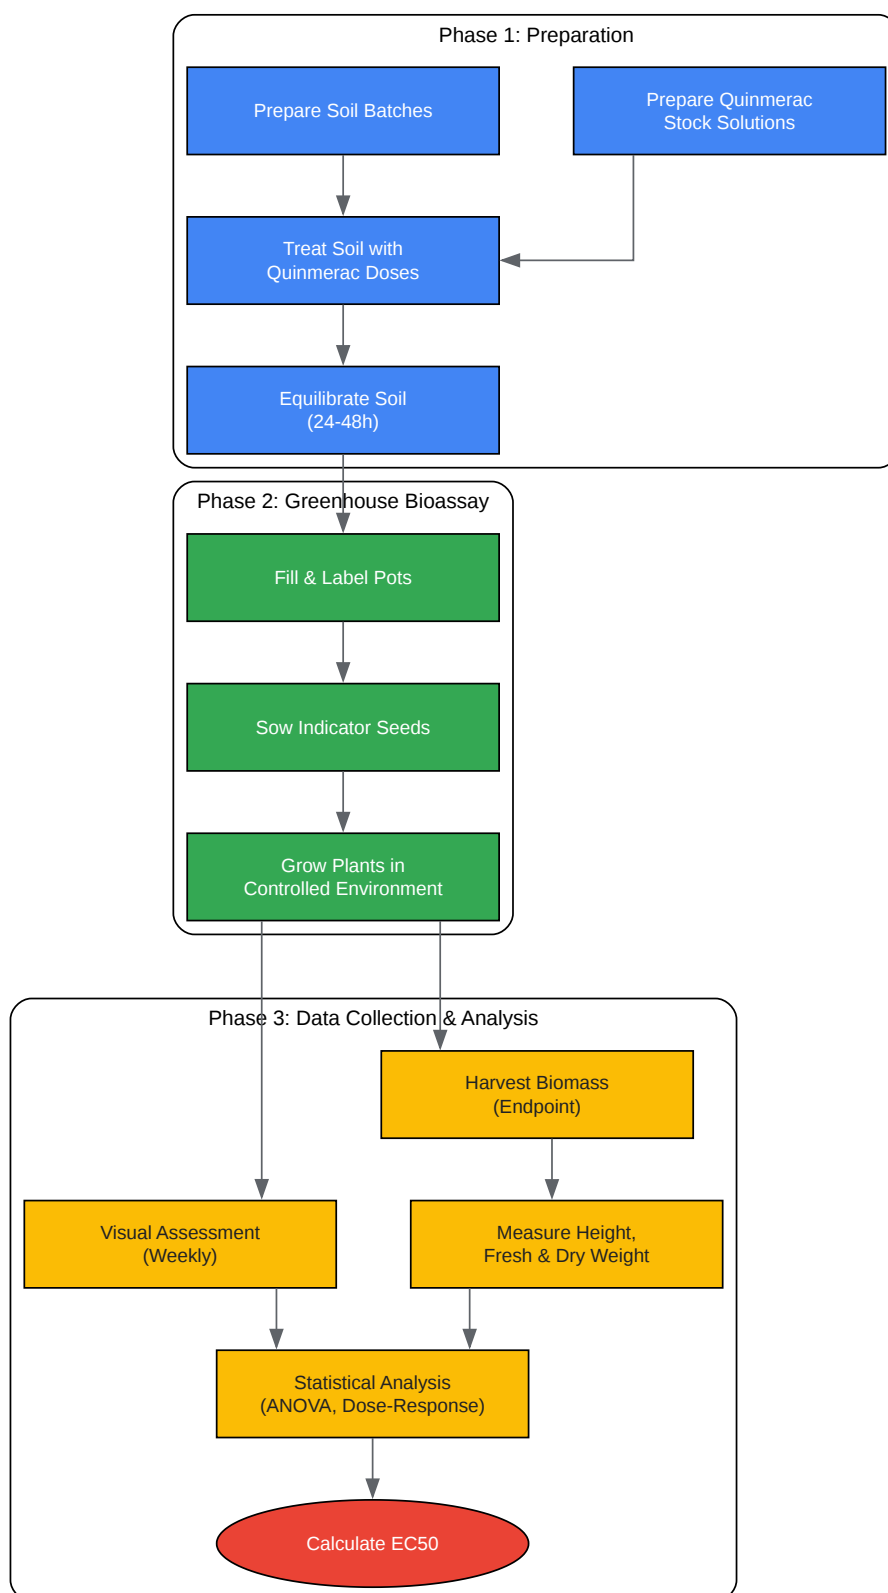 Phase 1: Preparation
Prepare Soil Batches
Prepare Quinmerac
Stock Solutions
Treat Soil with
Quinmerac Doses
Equilibrate Soil
(24-48h)
Phase 2: Greenhouse Bioassay
Fill & Label Pots
Sow Indicator Seeds
Grow Plants in
Controlled Environment
Phase 3: Data Collection & Analysis
Harvest Biomass
(Endpoint)
Visual Assessment
(Weekly)
Measure Height,
Fresh & Dry Weight
Statistical Analysis
(ANOVA, Dose-Response)
Calculate EC50